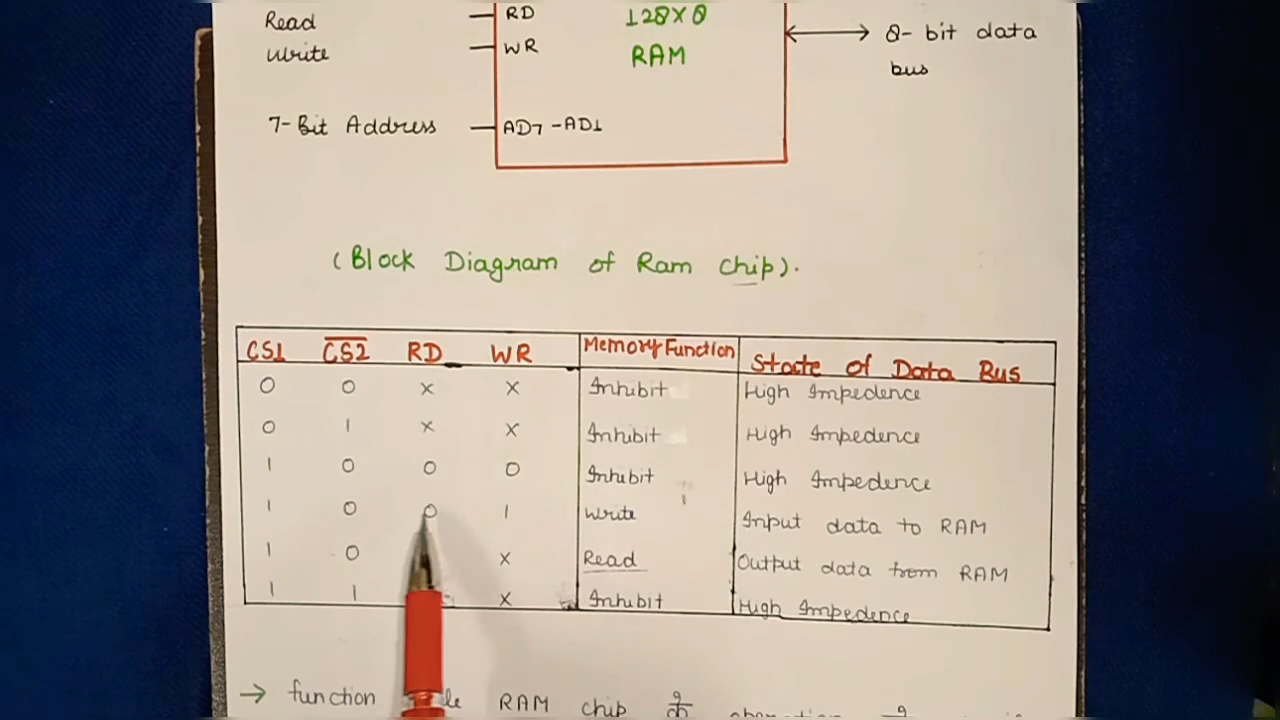 Read RD 128×8
Write WR RAM 8-bit data bus
7-Bit Address AD7-AD1
(Block Diagram of Ram chip).
CS1 C̅S̅2̅ RD WR Memory Function State of Data Bus
0 0 x x Inhibit High Impedence
0 1 x x Inhibit High Impedence
1 0 0 0 Inhibit High Impedence
1 0 0 1 Write Input data to RAM
1 0 x Read Output data from RAM
1 1 x Inhibit High Impedence
→ function RAM chip